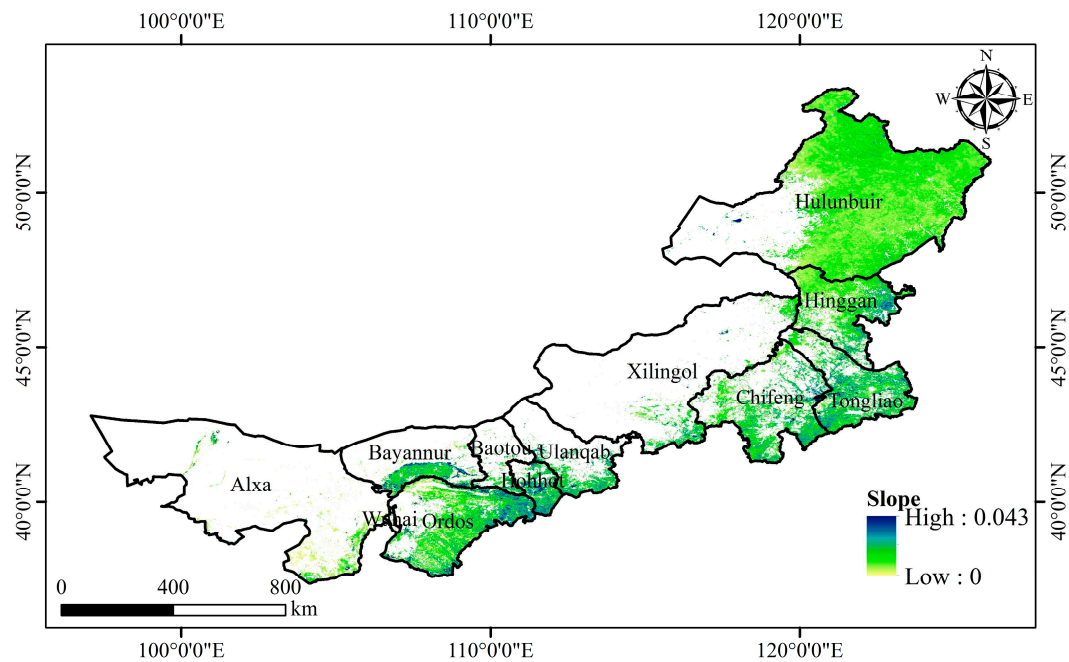 100°0'0"E 110°0'0"E 120°0'0"E
N
W E
S
50°0'0"N 50°0'0"N
Hulunbuir
Hinggan
45°0'0"N 45°0'0"N
Xilingol
Chifeng
Tongliao
Bayannur
Baotou
Ulanqab
Alxa
Hohhot
40°0'0"N 40°0'0"N
Wuhai
Ordos
Slope
High : 0.043
Low : 0
0 400 800
km
100°0'0"E 110°0'0"E 120°0'0"E